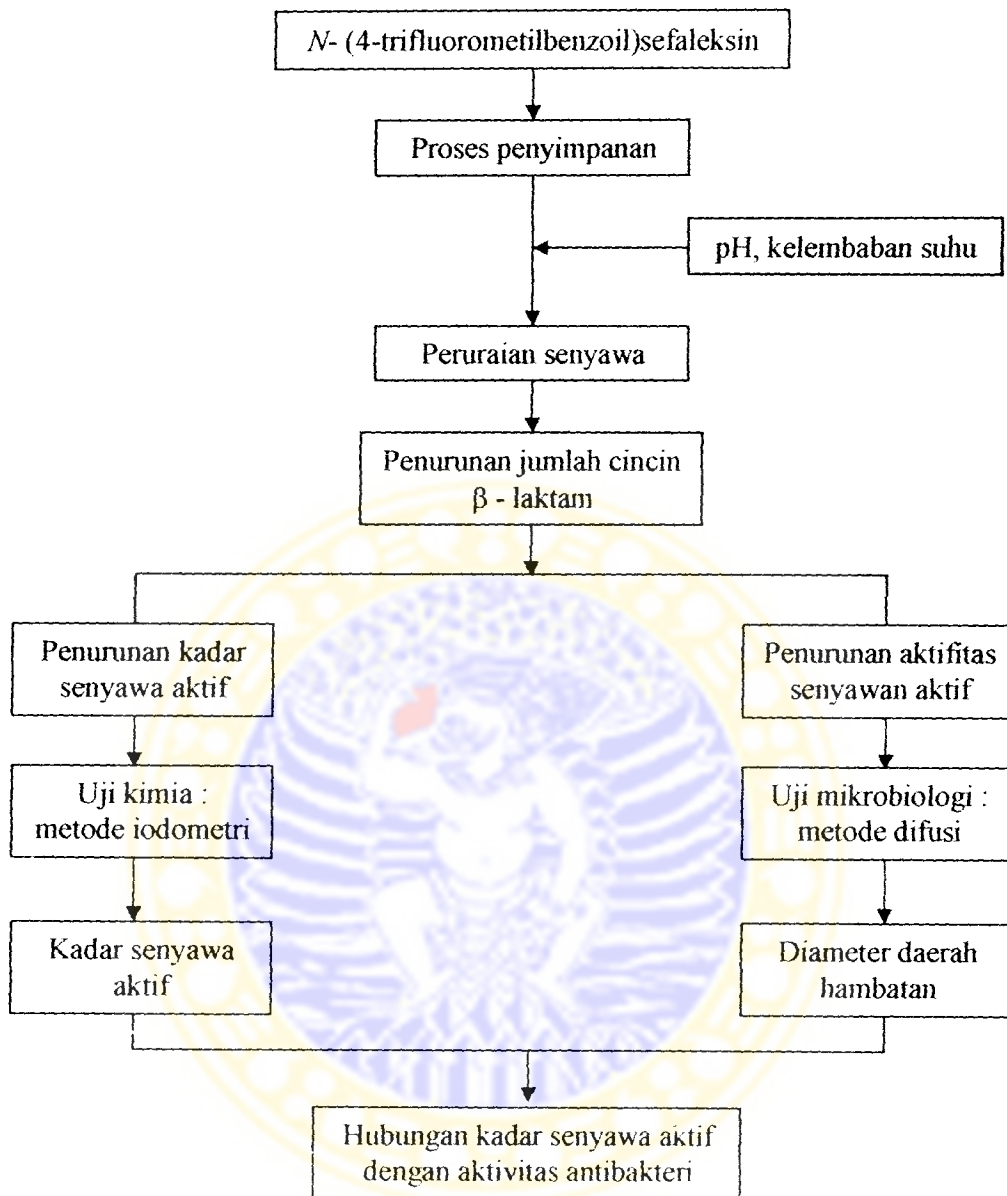 N- (4-trifluorometilbenzoil)sefaleksin
Proses penyimpanan
pH, kelembaban suhu
Peruraian senyawa
Penurunan jumlah cincin
β - laktam
Penurunan kadar
senyawa aktif
Penurunan aktifitas
senyawan aktif
Uji kimia :
metode iodometri
Uji mikrobiologi :
metode difusi
Kadar senyawa
aktif
Diameter daerah
hambatan
Hubungan kadar senyawa aktif
dengan aktivitas antibakteri